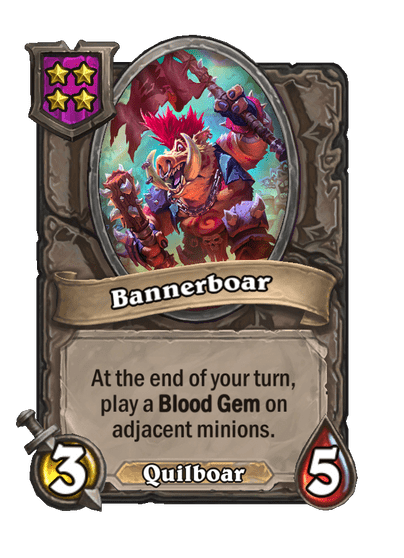 Bannerboar
At the end of your turn,
play a Blood Gem on
adjacent minions.
3
Quilboar
5